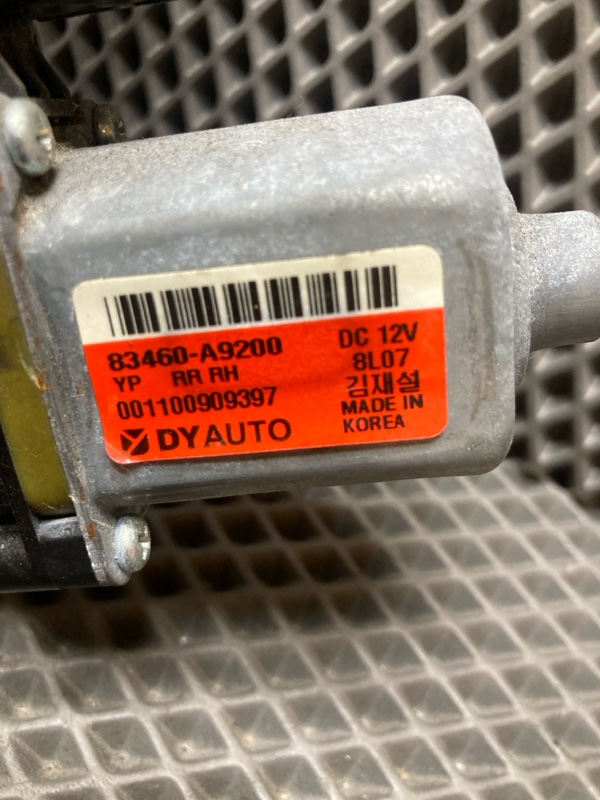 83460-A9200
DC 12V
YP RR RH
8L07
001100909397
김재설
MADE IN
KOREA
DYAUTO